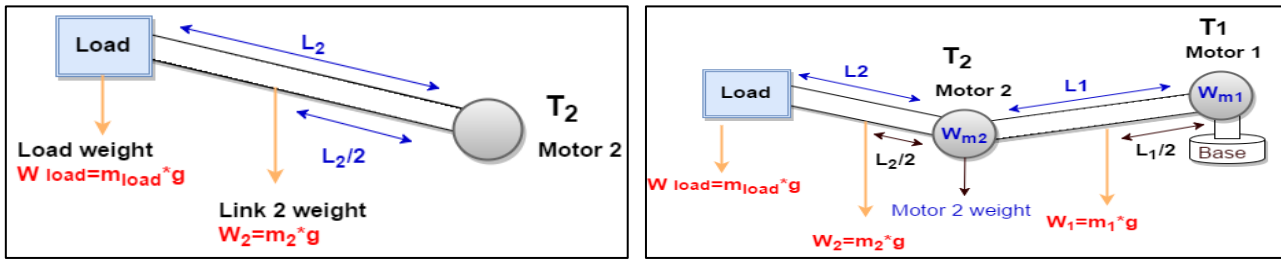 Load
L₂
T₂
Motor 2
L₂/2
Load weight
W load=mload*g
Link 2 weight
W₂=m₂*g
T1
Motor 1
T₂
Motor 2
L2
L1
Load
Wm1
Wm2
L₂/2
L₁/2
Base
W load=mload*g
Motor 2 weight
W₁=m₁*g
W₂=m₂*g